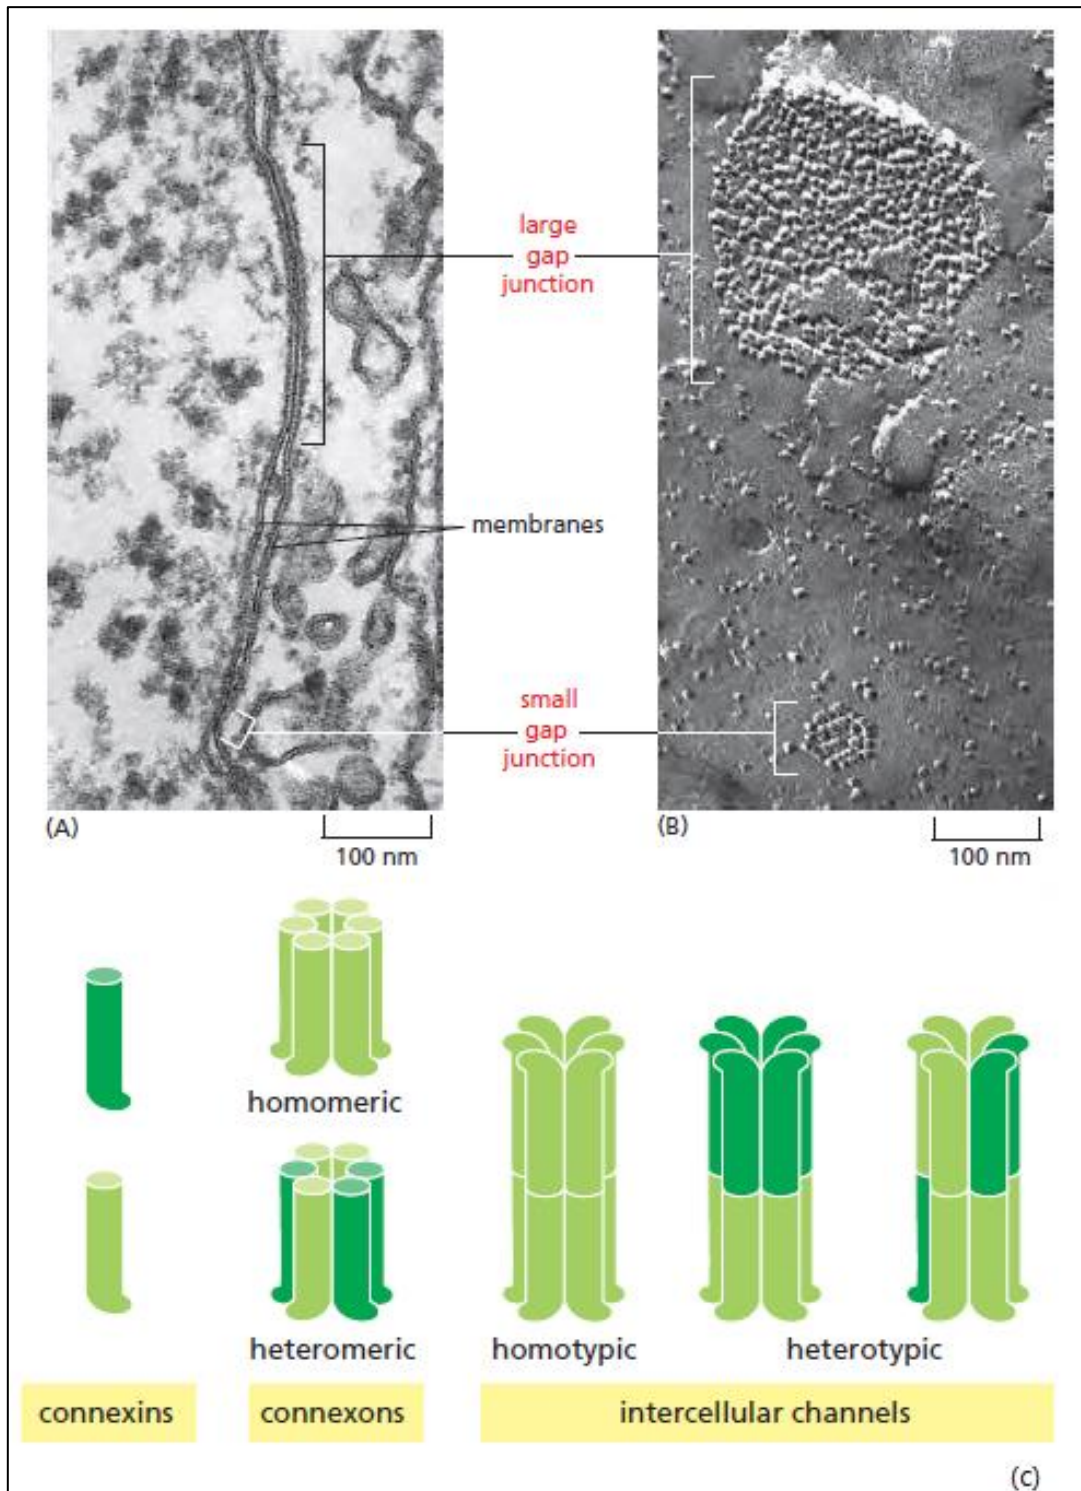 large
gap
junction
membranes
small
gap
junction
(A)
100 nm
(B)
100 nm
homomeric
heteromeric
homotypic
heterotypic
connexins
connexons
intercellular channels
(c)